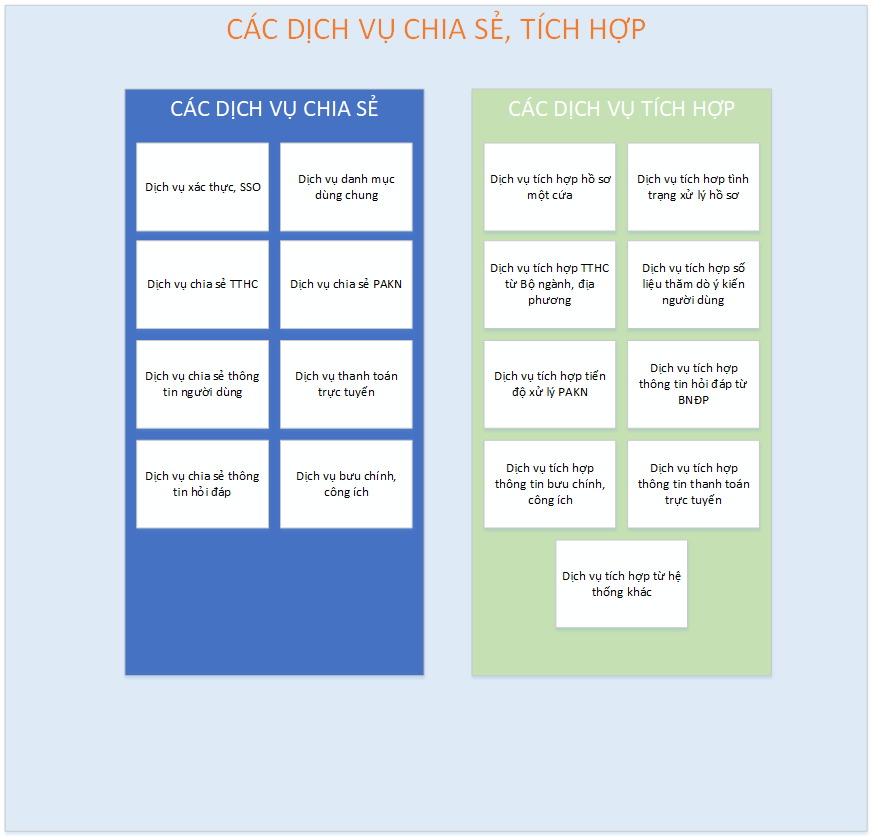 CÁC DỊCH VỤ CHIA SẺ, TÍCH HỢP
CÁC DỊCH VỤ CHIA SẺ
Dịch vụ xác thực, SSO
Dịch vụ danh mục
dùng chung
Dịch vụ chia sẻ TTHC
Dịch vụ chia sẻ PAKN
Dịch vụ chia sẻ thông
tin người dùng
Dịch vụ thanh toán
trực tuyến
Dịch vụ chia sẻ thông
tin hỏi đáp
Dịch vụ bưu chính,
công ích
CÁC DỊCH VỤ TÍCH HỢP
Dịch vụ tích hợp hồ sơ
một cửa
Dịch vụ tích hơp tình
trạng xử lý hồ sơ
Dịch vụ tích hợp TTHC
từ Bộ ngành, địa
phương
Dịch vụ tích hợp số
liệu thăm dò ý kiến
người dùng
Dịch vụ tích hợp tiến
độ xử lý PAKN
Dịch vụ tích hợp
thông tin hỏi đáp từ
BNĐP
Dịch vụ tích hợp
thông tin bưu chính,
công ích
Dịch vụ tích hợp
thông tin thanh toán
trực tuyến
Dịch vụ tích hợp từ hệ
thống khác